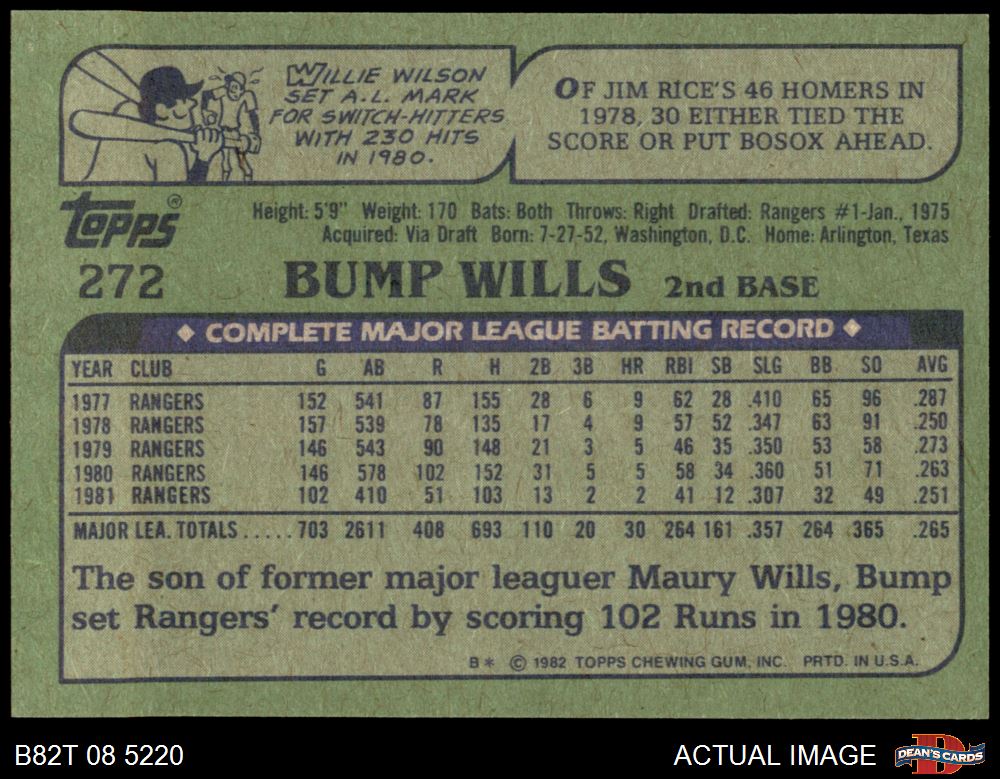 WILLIE WILSON
SET A.L. MARK
FOR SWITCH-HITTERS
WITH 230 HITS
IN 1980.
OF JIM RICE'S 46 HOMERS IN
1978, 30 EITHER TIED THE
SCORE OR PUT BOSOX AHEAD.
topps®
Height: 5'9" Weight: 170 Bats: Both Throws: Right Drafted: Rangers #1-Jan., 1975
Acquired: Via Draft Born: 7-27-52, Washington, D.C. Home: Arlington, Texas
272 BUMP WILLS 2nd BASE
COMPLETE MAJOR LEAGUE BATTING RECORD
YEAR CLUB G AB R H 2B 3B HR RBI SB SLG BB SO AVG
1977 RANGERS 152 541 87 155 28 6 9 62 28 .410 65 96 .287
1978 RANGERS 157 539 78 135 17 4 9 57 52 .347 63 91 .250
1979 RANGERS 146 543 90 148 21 3 5 46 35 .350 53 58 .273
1980 RANGERS 146 578 102 152 31 5 5 58 34 .360 51 71 .263
1981 RANGERS 102 410 51 103 13 2 2 41 12 .307 32 49 .251
MAJOR LEA. TOTALS.....703 2611 408 693 110 20 30 264 161 .357 264 365 .265
The son of former major leaguer Maury Wills, Bump
set Rangers' record by scoring 102 Runs in 1980.
B* © 1982 TOPPS CHEWING GUM, INC. PRTD. IN U.S.A.
B82T 08 5220
ACTUAL IMAGE
D
DEAN'S CARDS